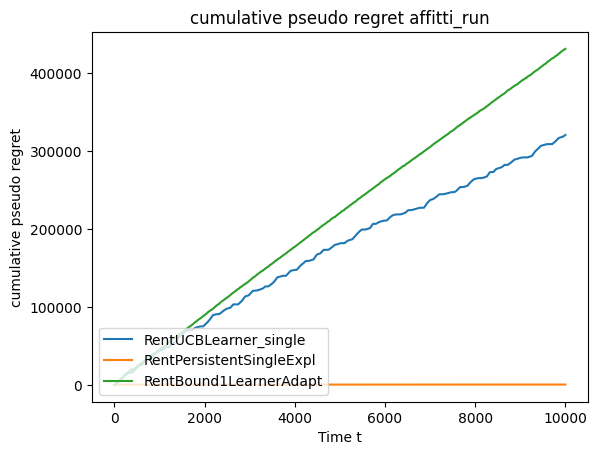 cumulative pseudo regret affitti_run
cumulative pseudo regret
400000
300000
200000
100000
0
RentUCBLearner_single
RentPersistentSingleExpl
RentBound1LearnerAdapt
0 2000 4000 6000 8000 10000
Time t